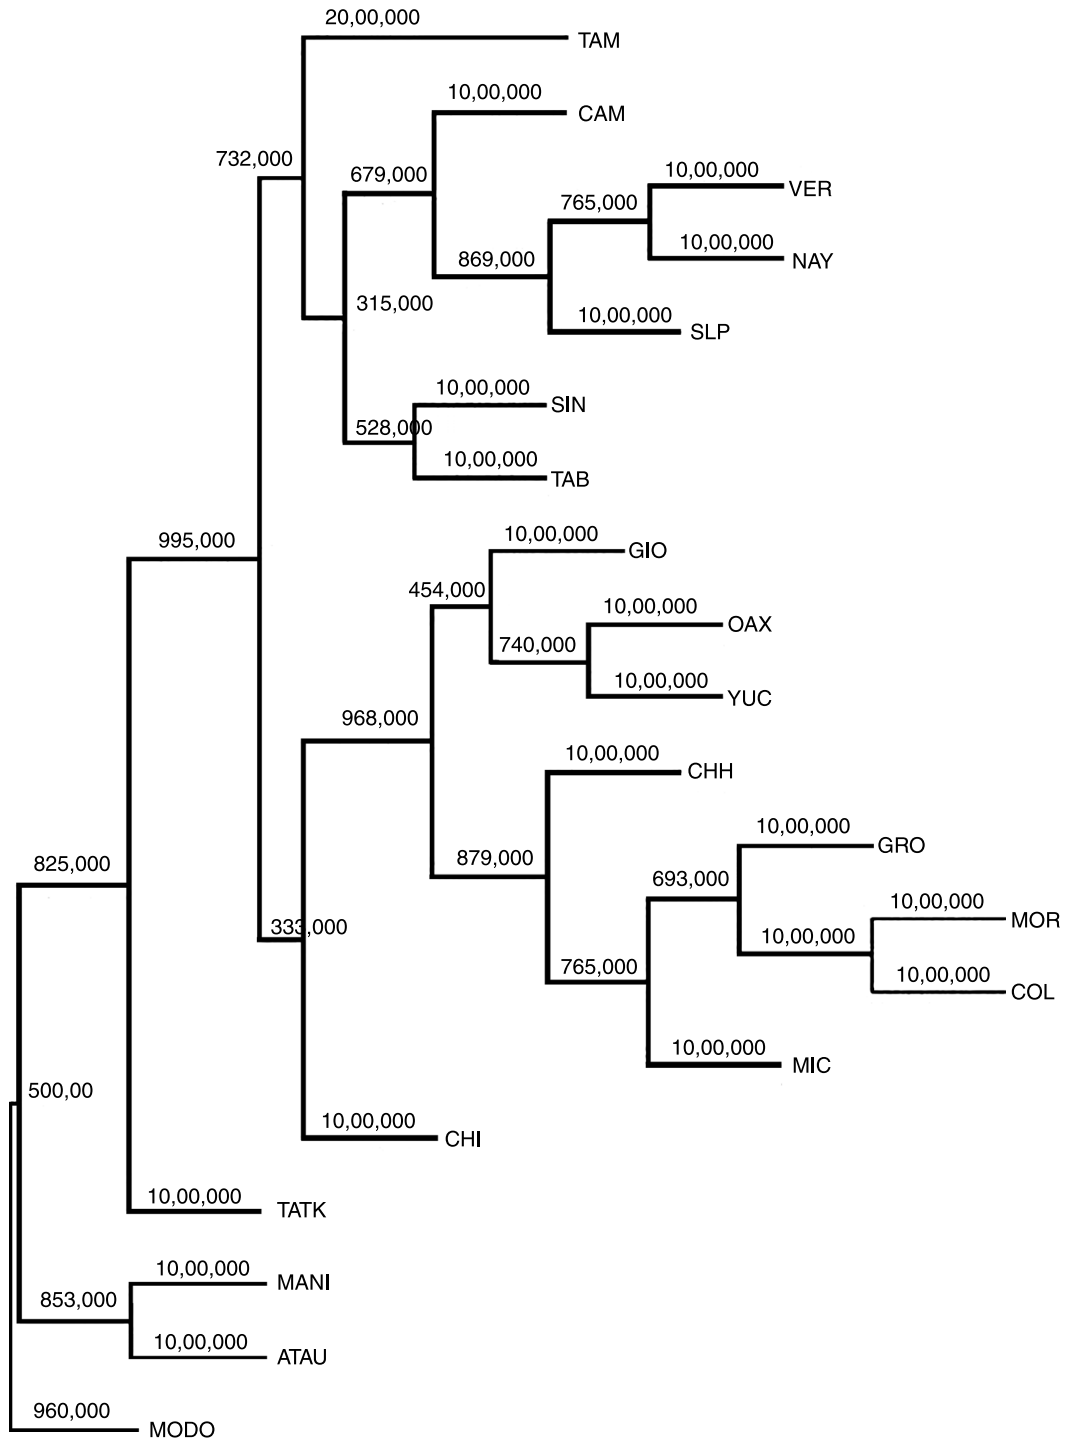 20,00,000
TAM
10,00,000
CAM
732,000
679,000
10,00,000
VER
765,000
10,00,000
NAY
869,000
315,000
10,00,000
SLP
10,00,000
SIN
528,000
10,00,000
TAB
995,000
10,00,000
GIO
454,000
10,00,000
OAX
740,000
10,00,000
YUC
968,000
10,00,000
CHH
10,00,000
GRO
825,000
879,000
693,000
10,00,000
MOR
333,000
10,00,000
765,000
10,00,000
COL
10,00,000
MIC
500,00
10,00,000
CHI
10,00,000
TATK
10,00,000
MANI
853,000
10,00,000
ATAU
960,000
MODO